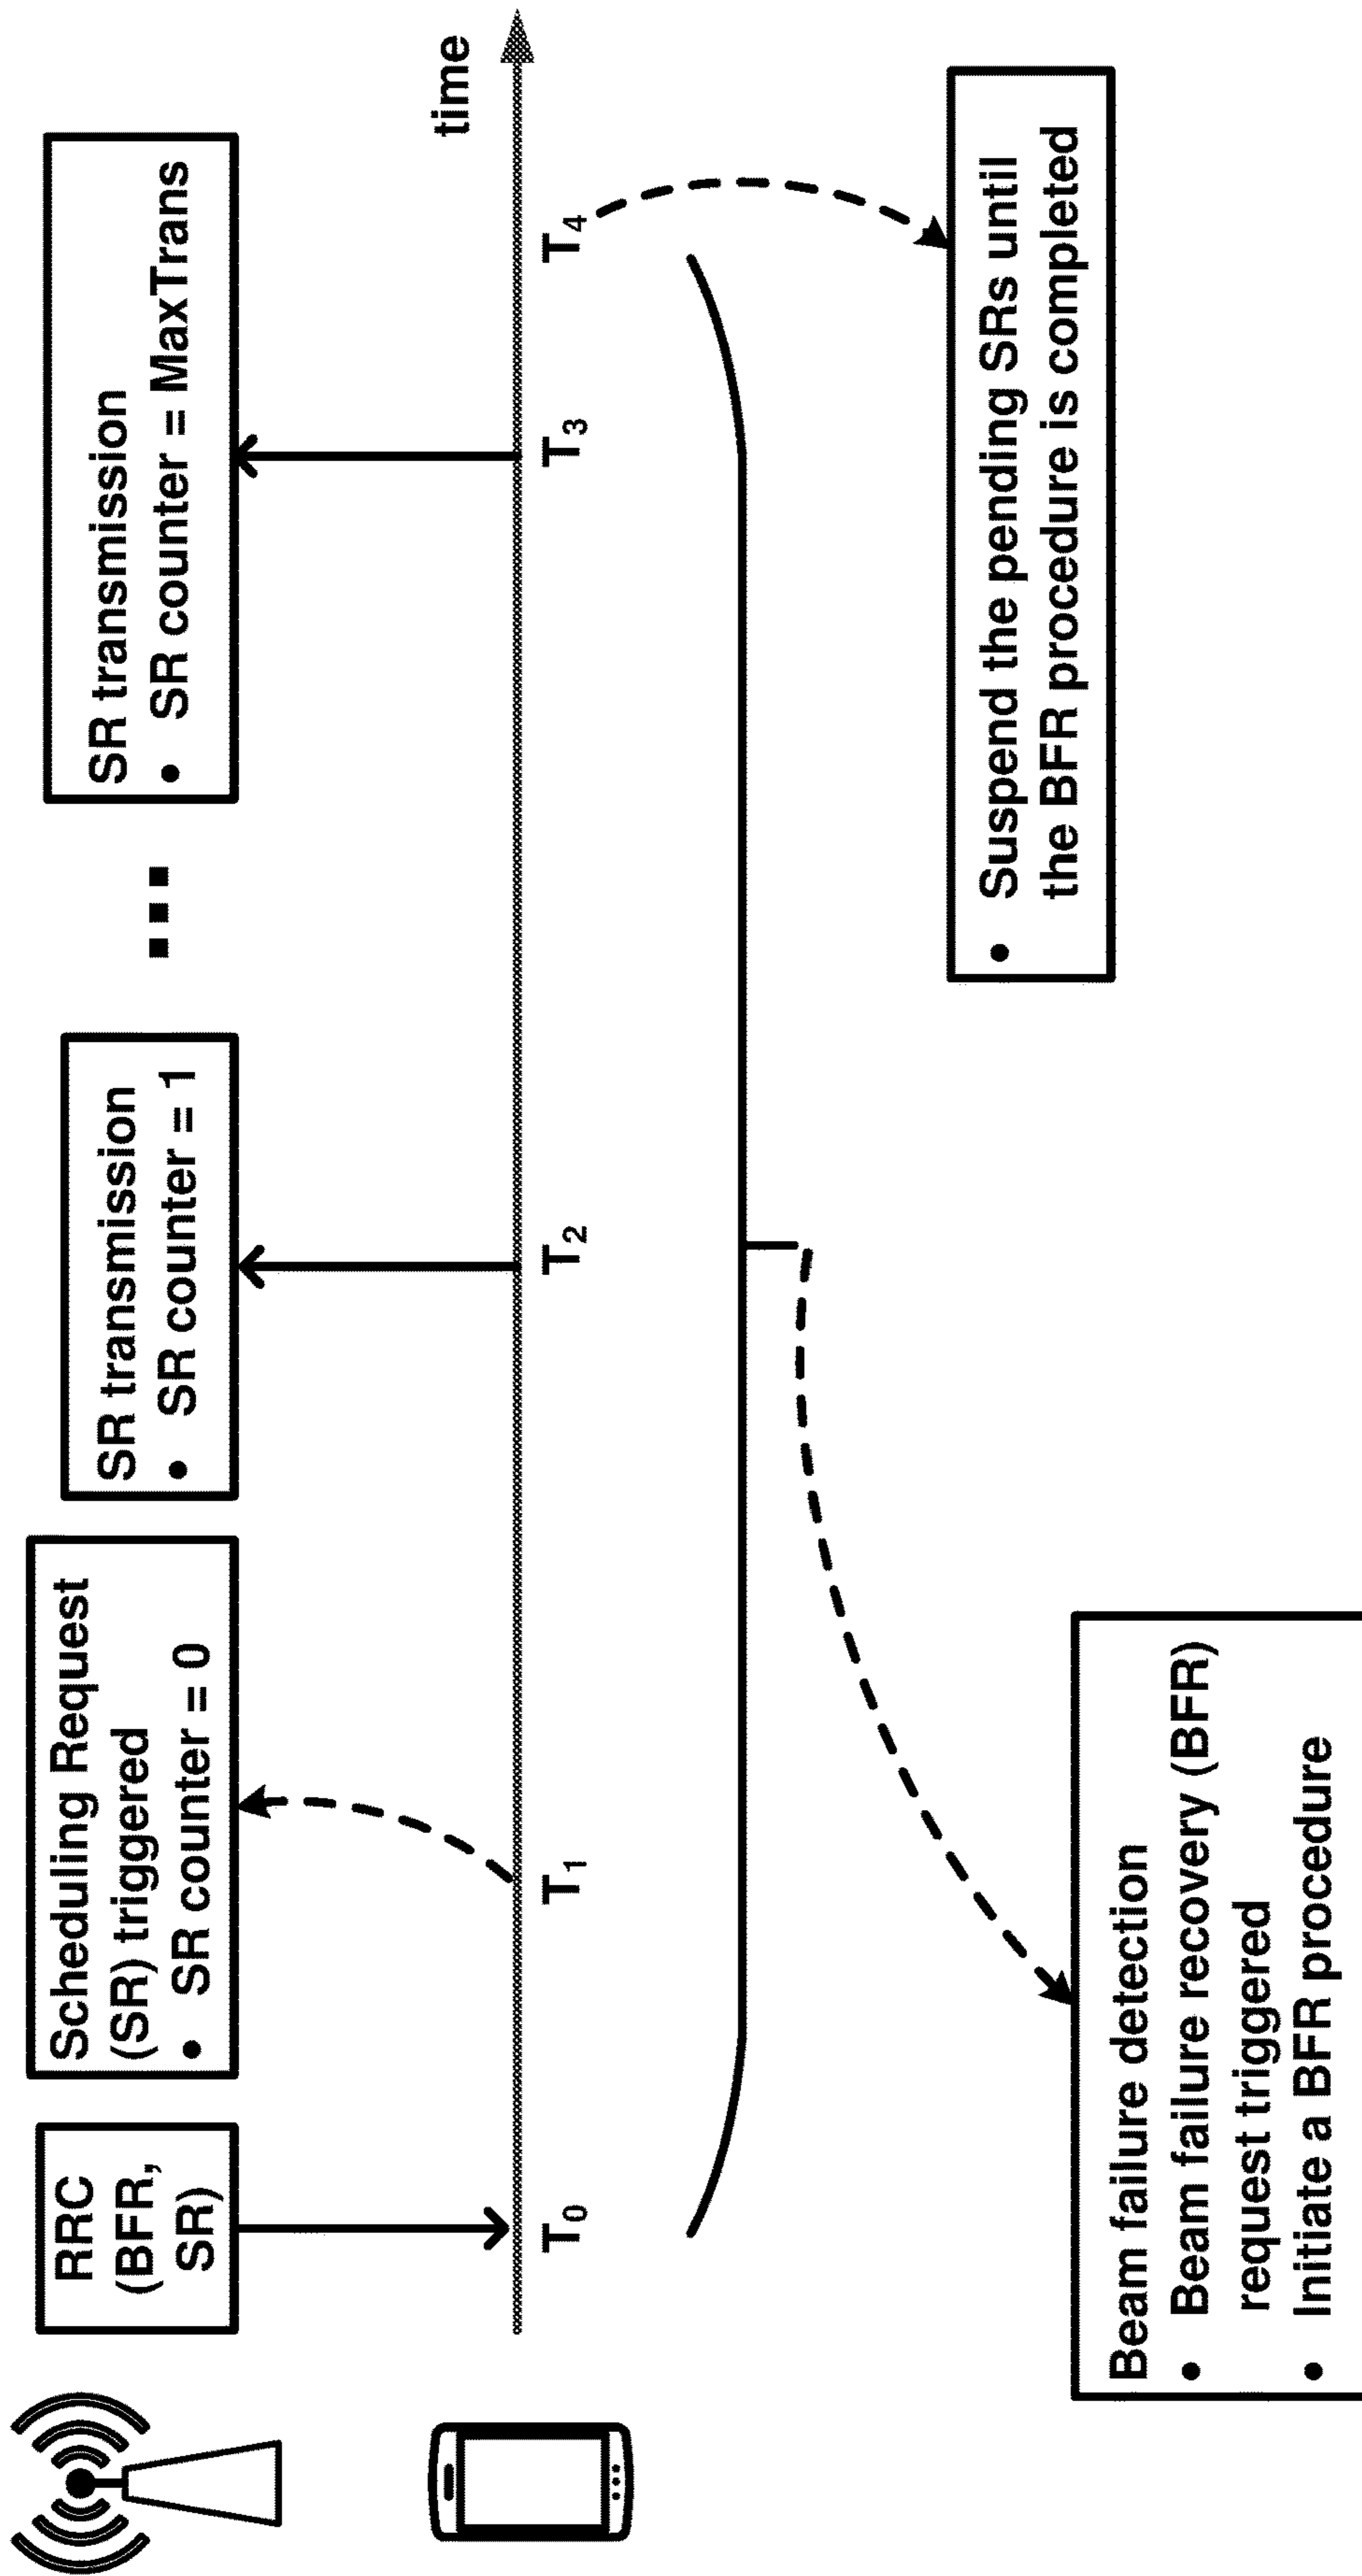 RRC
(BFR,
SR)
Scheduling Request
(SR) triggered
• SR counter = 0
SR transmission
• SR counter = 1
...
SR transmission
• SR counter = MaxTrans
time
T0
T1
T2
T3
T4
Beam failure detection
• Beam failure recovery (BFR)
request triggered
• Initiate a BFR procedure
• Suspend the pending SRs until
the BFR procedure is completed